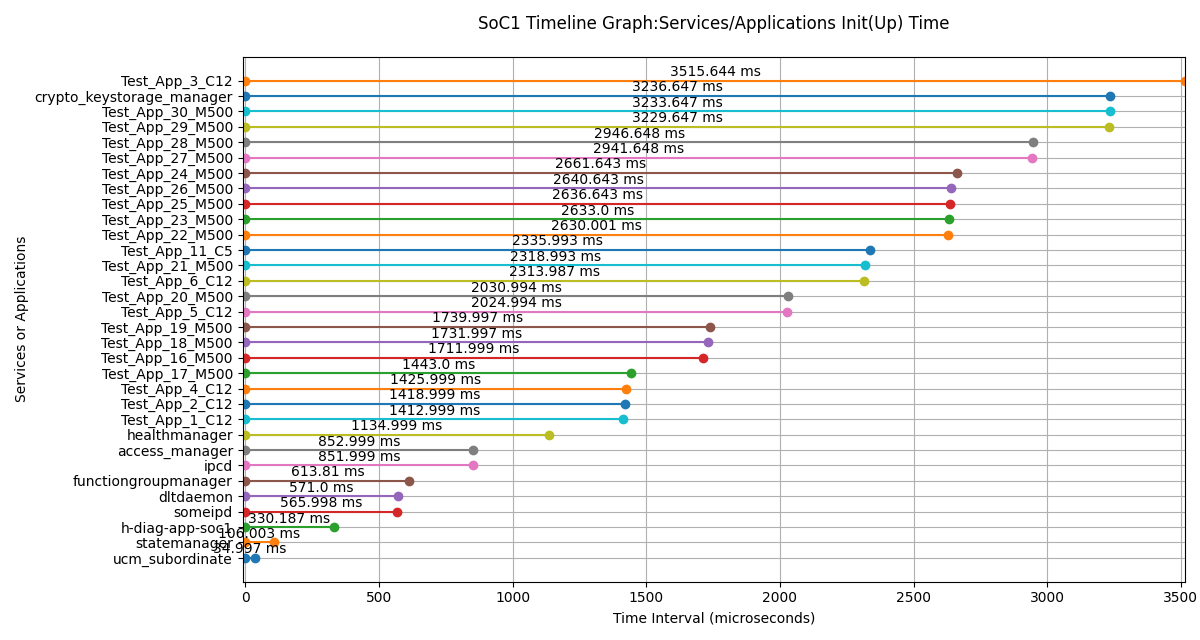 SoC1 Timeline Graph:Services/Applications Init(Up) Time
Services or Applications
3515.644 ms
Test_App_3_C12
3236.647 ms
crypto_keystorage_manager
3233.647 ms
Test_App_30_M500
3229.647 ms
Test_App_29_M500
2946.648 ms
Test_App_28_M500
2941.648 ms
Test_App_27_M500
2661.643 ms
Test_App_24_M500
2640.643 ms
Test_App_26_M500
2636.643 ms
Test_App_25_M500
2633.0 ms
Test_App_23_M500
2630.001 ms
Test_App_22_M500
2335.993 ms
Test_App_11_C5
2318.993 ms
Test_App_21_M500
2313.987 ms
Test_App_6_C12
2030.994 ms
Test_App_20_M500
2024.994 ms
Test_App_5_C12
1739.997 ms
Test_App_19_M500
1731.997 ms
Test_App_18_M500
1711.999 ms
Test_App_16_M500
1443.0 ms
Test_App_17_M500
1425.999 ms
Test_App_4_C12
1418.999 ms
Test_App_2_C12
1412.999 ms
Test_App_1_C12
1134.999 ms
healthmanager
852.999 ms
access_manager
851.999 ms
ipcd
613.81 ms
functiongroupmanager
571.0 ms
dltdaemon
565.998 ms
someipd
330.187 ms
h-diag-app-soc1
106.003 ms
statemanager
34.997 ms
ucm_subordinate
0 500 1000 1500 2000 2500 3000 3500
Time Interval (microseconds)